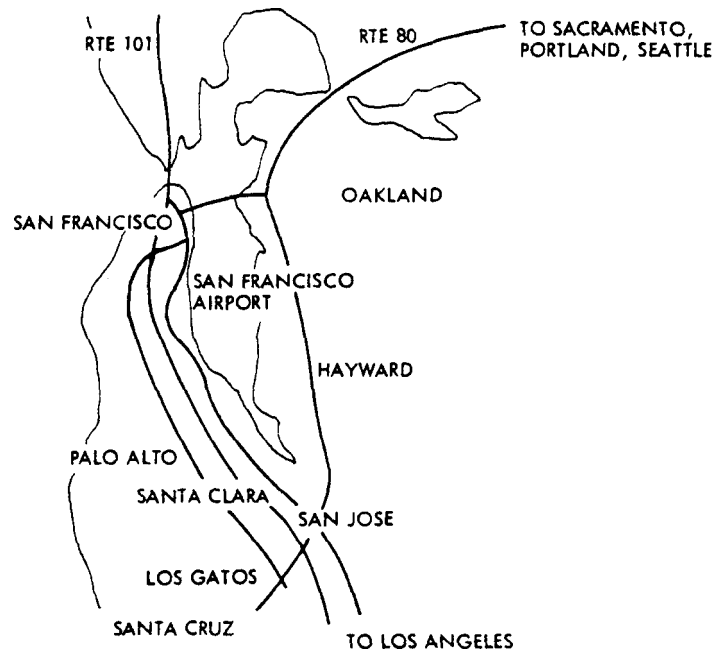 RTE 101
RTE 80
TO SACRAMENTO,
PORTLAND, SEATTLE
OAKLAND
SAN FRANCISCO
SAN FRANCISCO
AIRPORT
HAYWARD
PALO ALTO
SANTA CLARA
SAN JOSE
LOS GATOS
SANTA CRUZ
TO LOS ANGELES